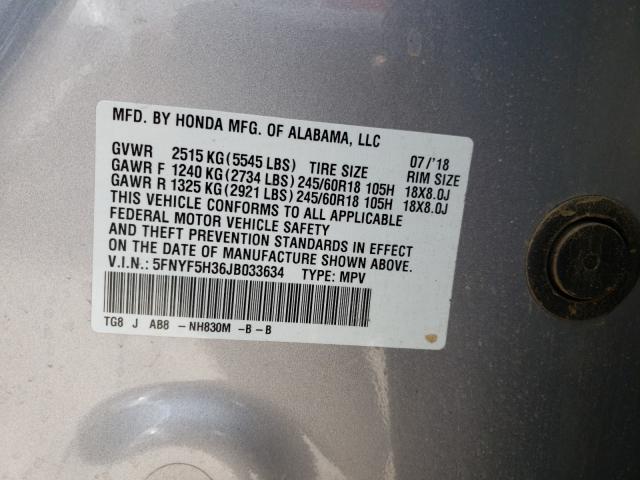 MFD. BY HONDA MFG. OF ALABAMA, LLC
07/'18
GVWR 2515 KG(5545 LBS) TIRE SIZE RIM SIZE
GAWR F 1240 KG(2734 LBS)245/60R18 105H 18X8.0J
GAWR R 1325 KG(2921 LBS)245/60R18 105H 18X8.0J
THIS VEHICLE CONFORMS TO ALL APPLICABLE
FEDERAL MOTOR VEHICLE SAFETY
AND THEFT PREVENTION STANDARDS IN EFFECT
ON THE DATE OF MANUFACTURE SHOWN ABOVE.
V.I.N.: 5FNYF5H36JB033634 TYPE: MPV
TG8 J AB8 -NH830M -B-B